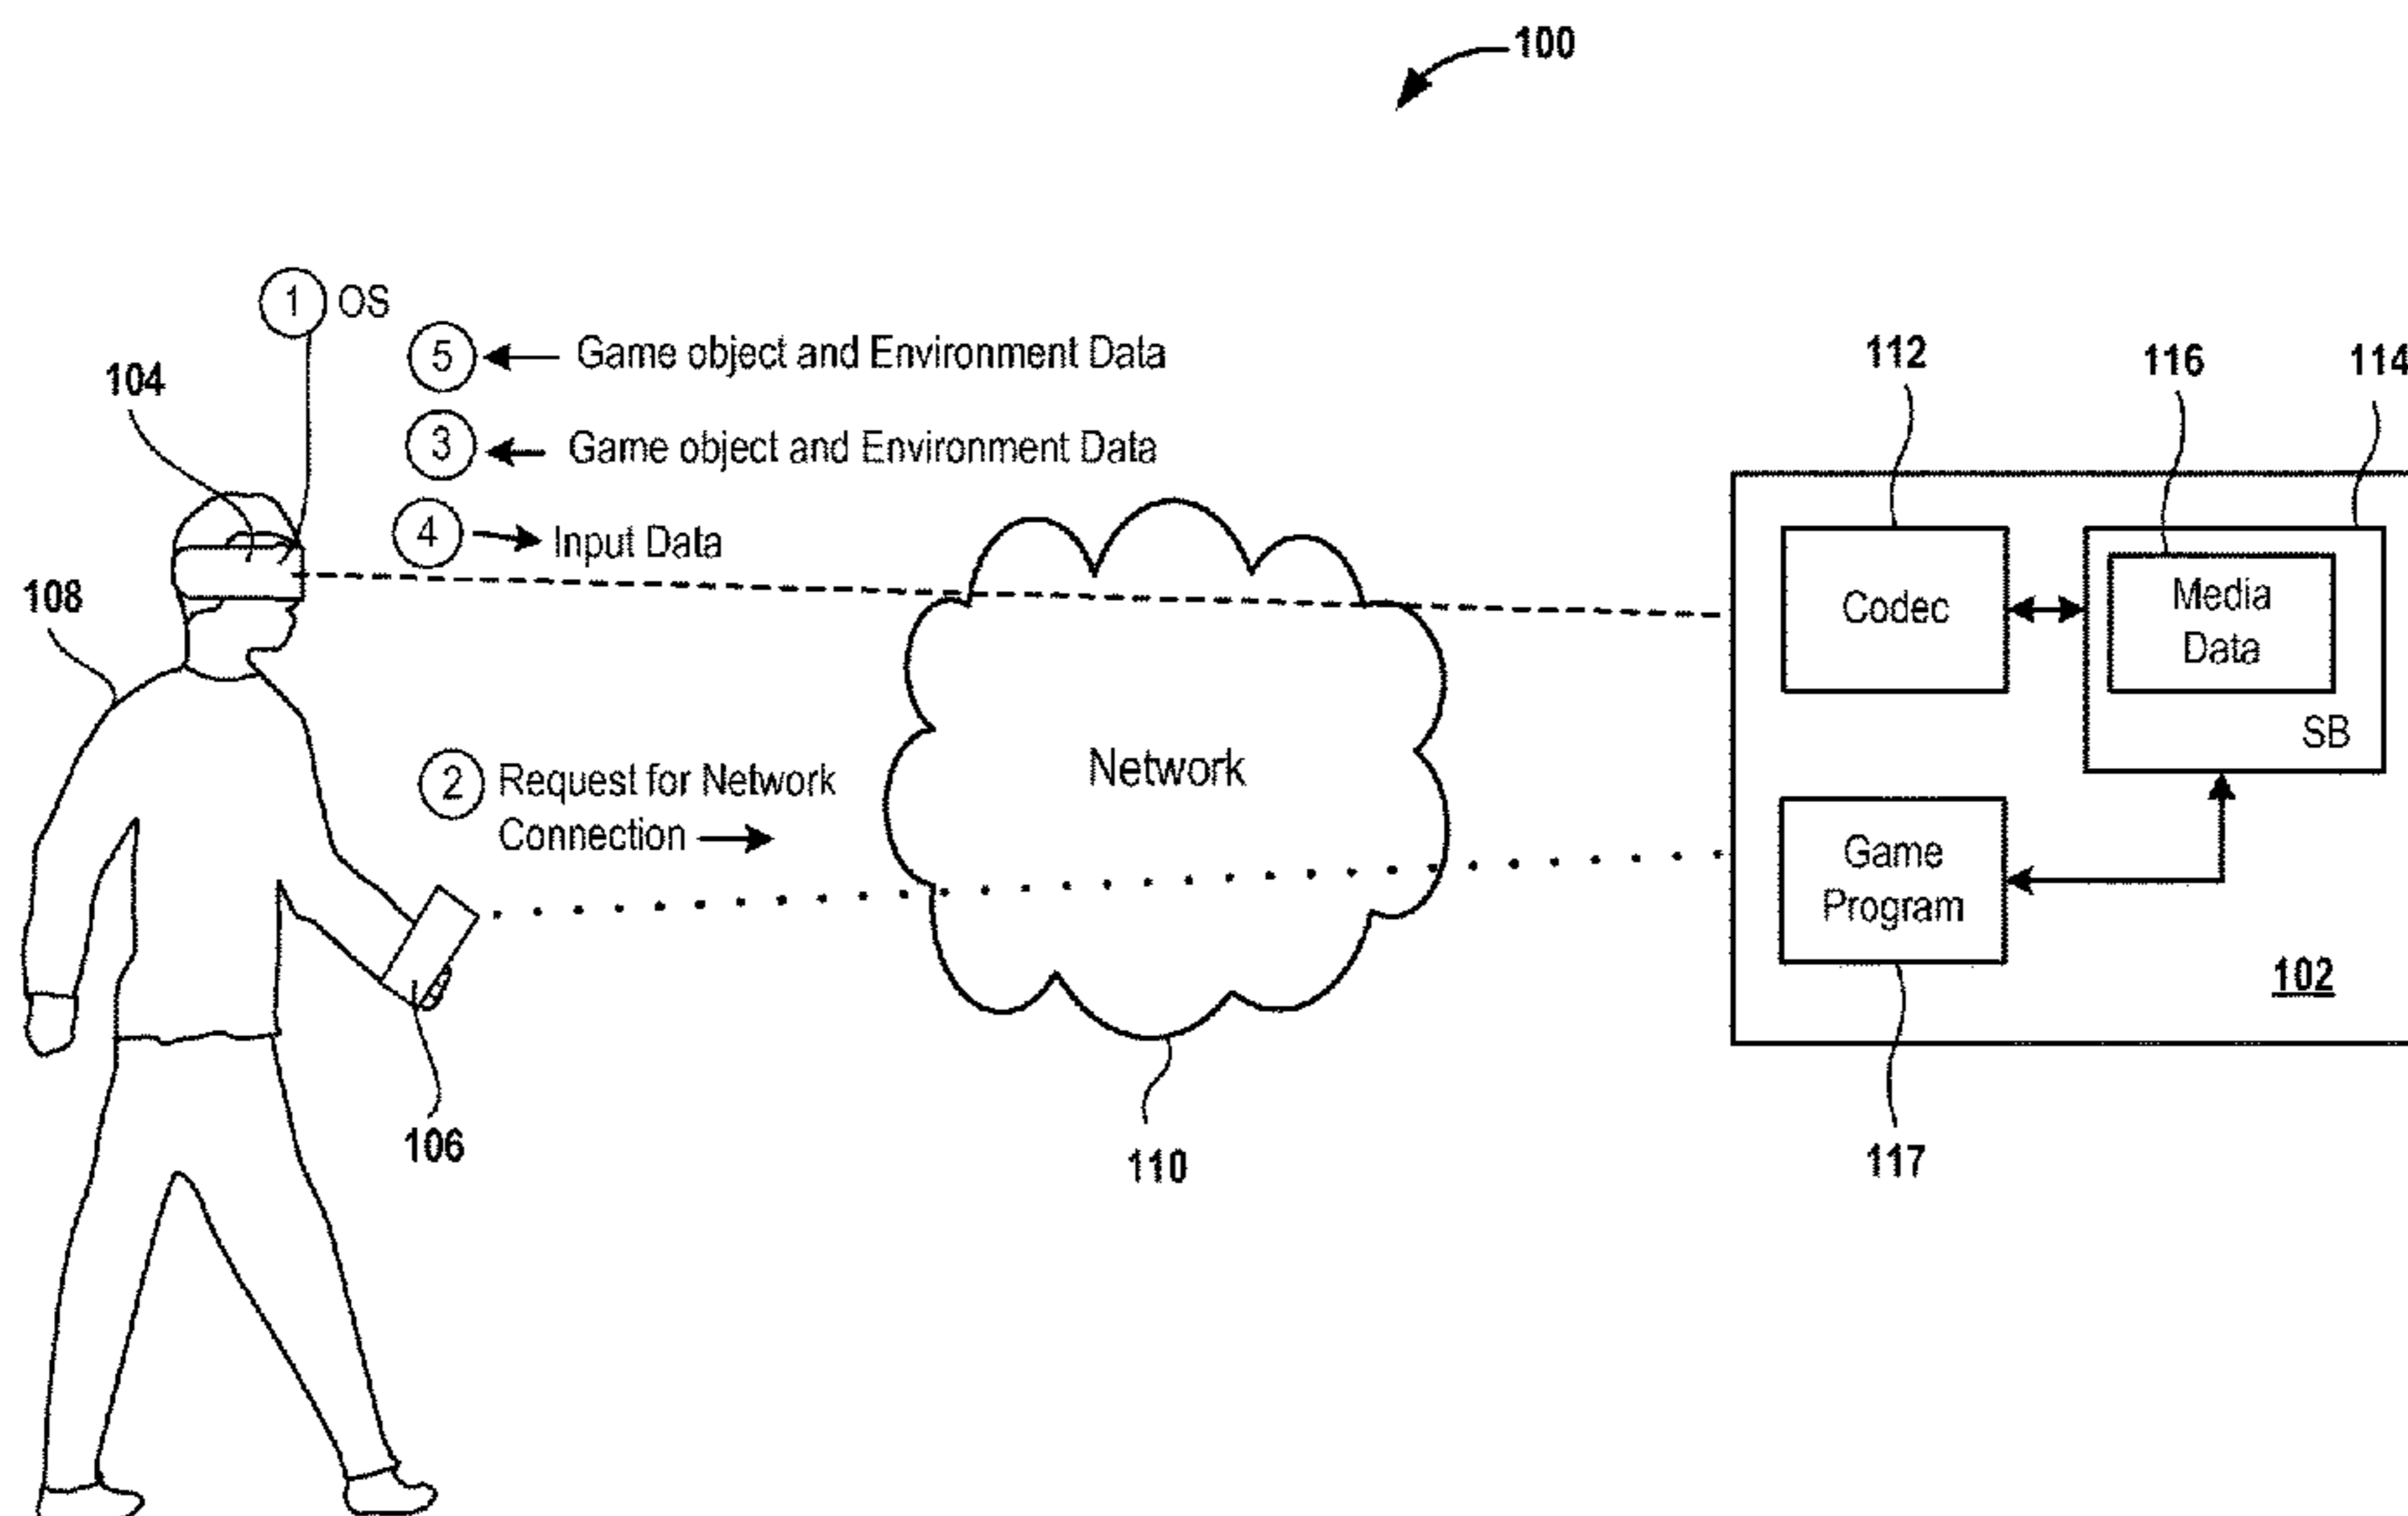 100
1 OS
5 Game object and Environment Data
104
112
116
114
3 Game object and Environment Data
4 Input Data
108
Codec
Media
Data
SB
Network
2 Request for Network
Connection
Game
Program
102
106
110
117